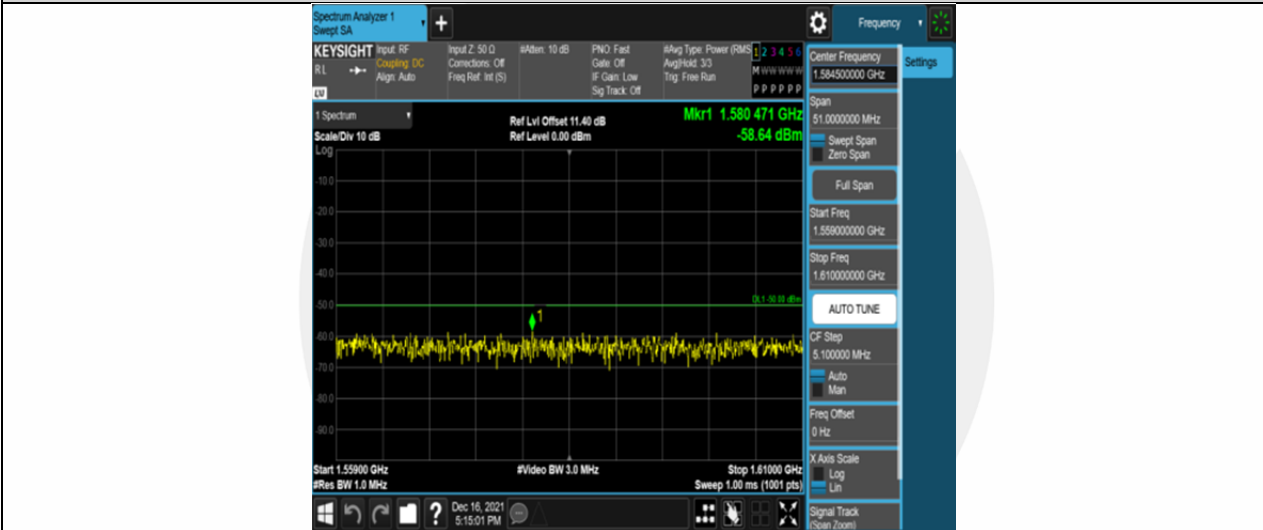 Spectrum Analyzer 1
Swept SA
Frequency
KEYSIGHT
RL
LV
Input: RF
Coupling: DC
Align: Auto
Input Z: 50 Ω
Corrections: Off
Freq Ref: Int (S)
#Atten: 10 dB
PNO: Fast
Gate: Off
IF Gain: Low
Sig Track: Off
#Avg Type: Power (RMS
Avg|Hold: 3/3
Trig: Free Run
1 2 3 4 5 6
M W W W W W
P P P P P P
1 Spectrum
Scale/Div 10 dB
Log
Ref Lvl Offset 11.40 dB
Ref Level 0.00 dBm
Mkr1 1.580 471 GHz
-58.64 dBm
-10.0
-20.0
-30.0
-40.0
-50.0
DL1 -50.00 dBm
1
-60.0
-70.0
-80.0
-90.0
Start 1.55900 GHz
#Res BW 1.0 MHz
#Video BW 3.0 MHz
Stop 1.61000 GHz
Sweep 1.00 ms (1001 pts)
Dec 16, 2021
5:15:01 PM
Center Frequency
1.584500000 GHz
Settings
Span
51.0000000 MHz
Swept Span
Zero Span
Full Span
Start Freq
1.559000000 GHz
Stop Freq
1.610000000 GHz
AUTO TUNE
CF Step
5.100000 MHz
Auto
Man
Freq Offset
0 Hz
X Axis Scale
Log
Lin
Signal Track
(Span Zoom)